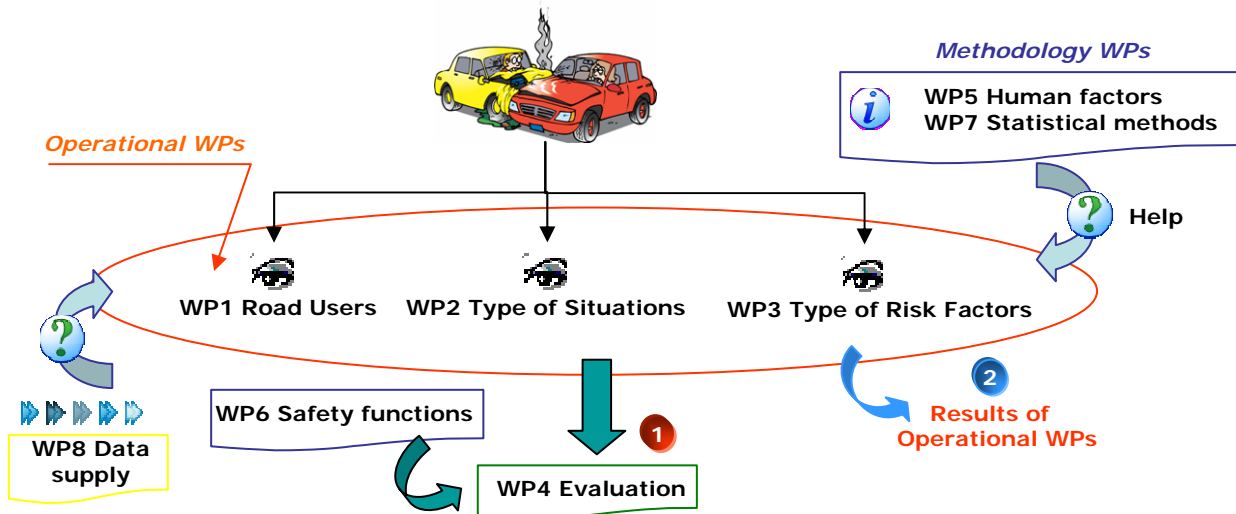 Methodology WPs
WP5 Human factors
WP7 Statistical methods
Operational WPs
? Help
WP1 Road Users
WP2 Type of Situations
WP3 Type of Risk Factors
?
WP8 Data
supply
WP6 Safety functions
1
WP4 Evaluation
2
Results of
Operational WPs